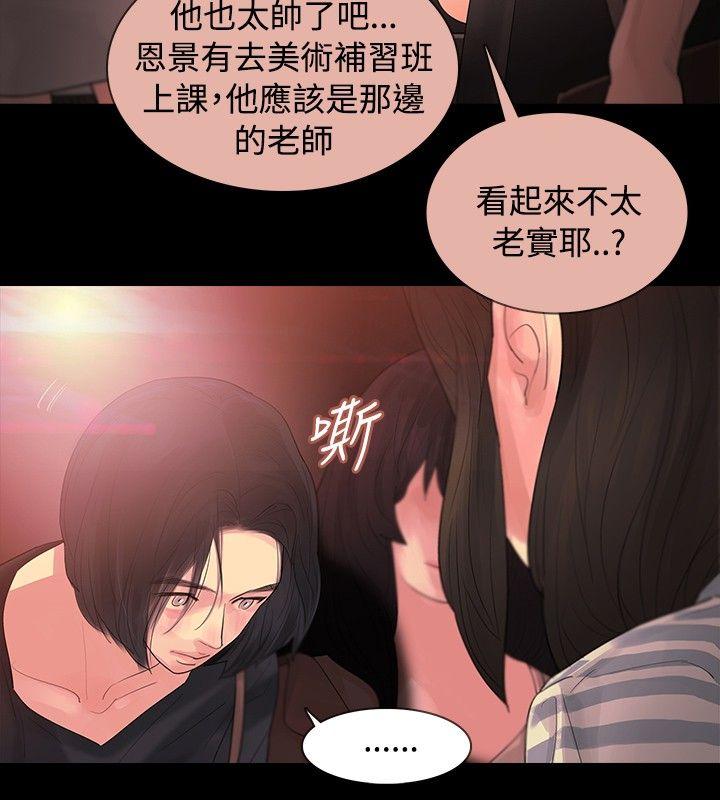 他也太帥了吧...
恩景有去美術補習班
上課,他應該是那邊
的老師
看起來不太
老實耶..?
嘶
......